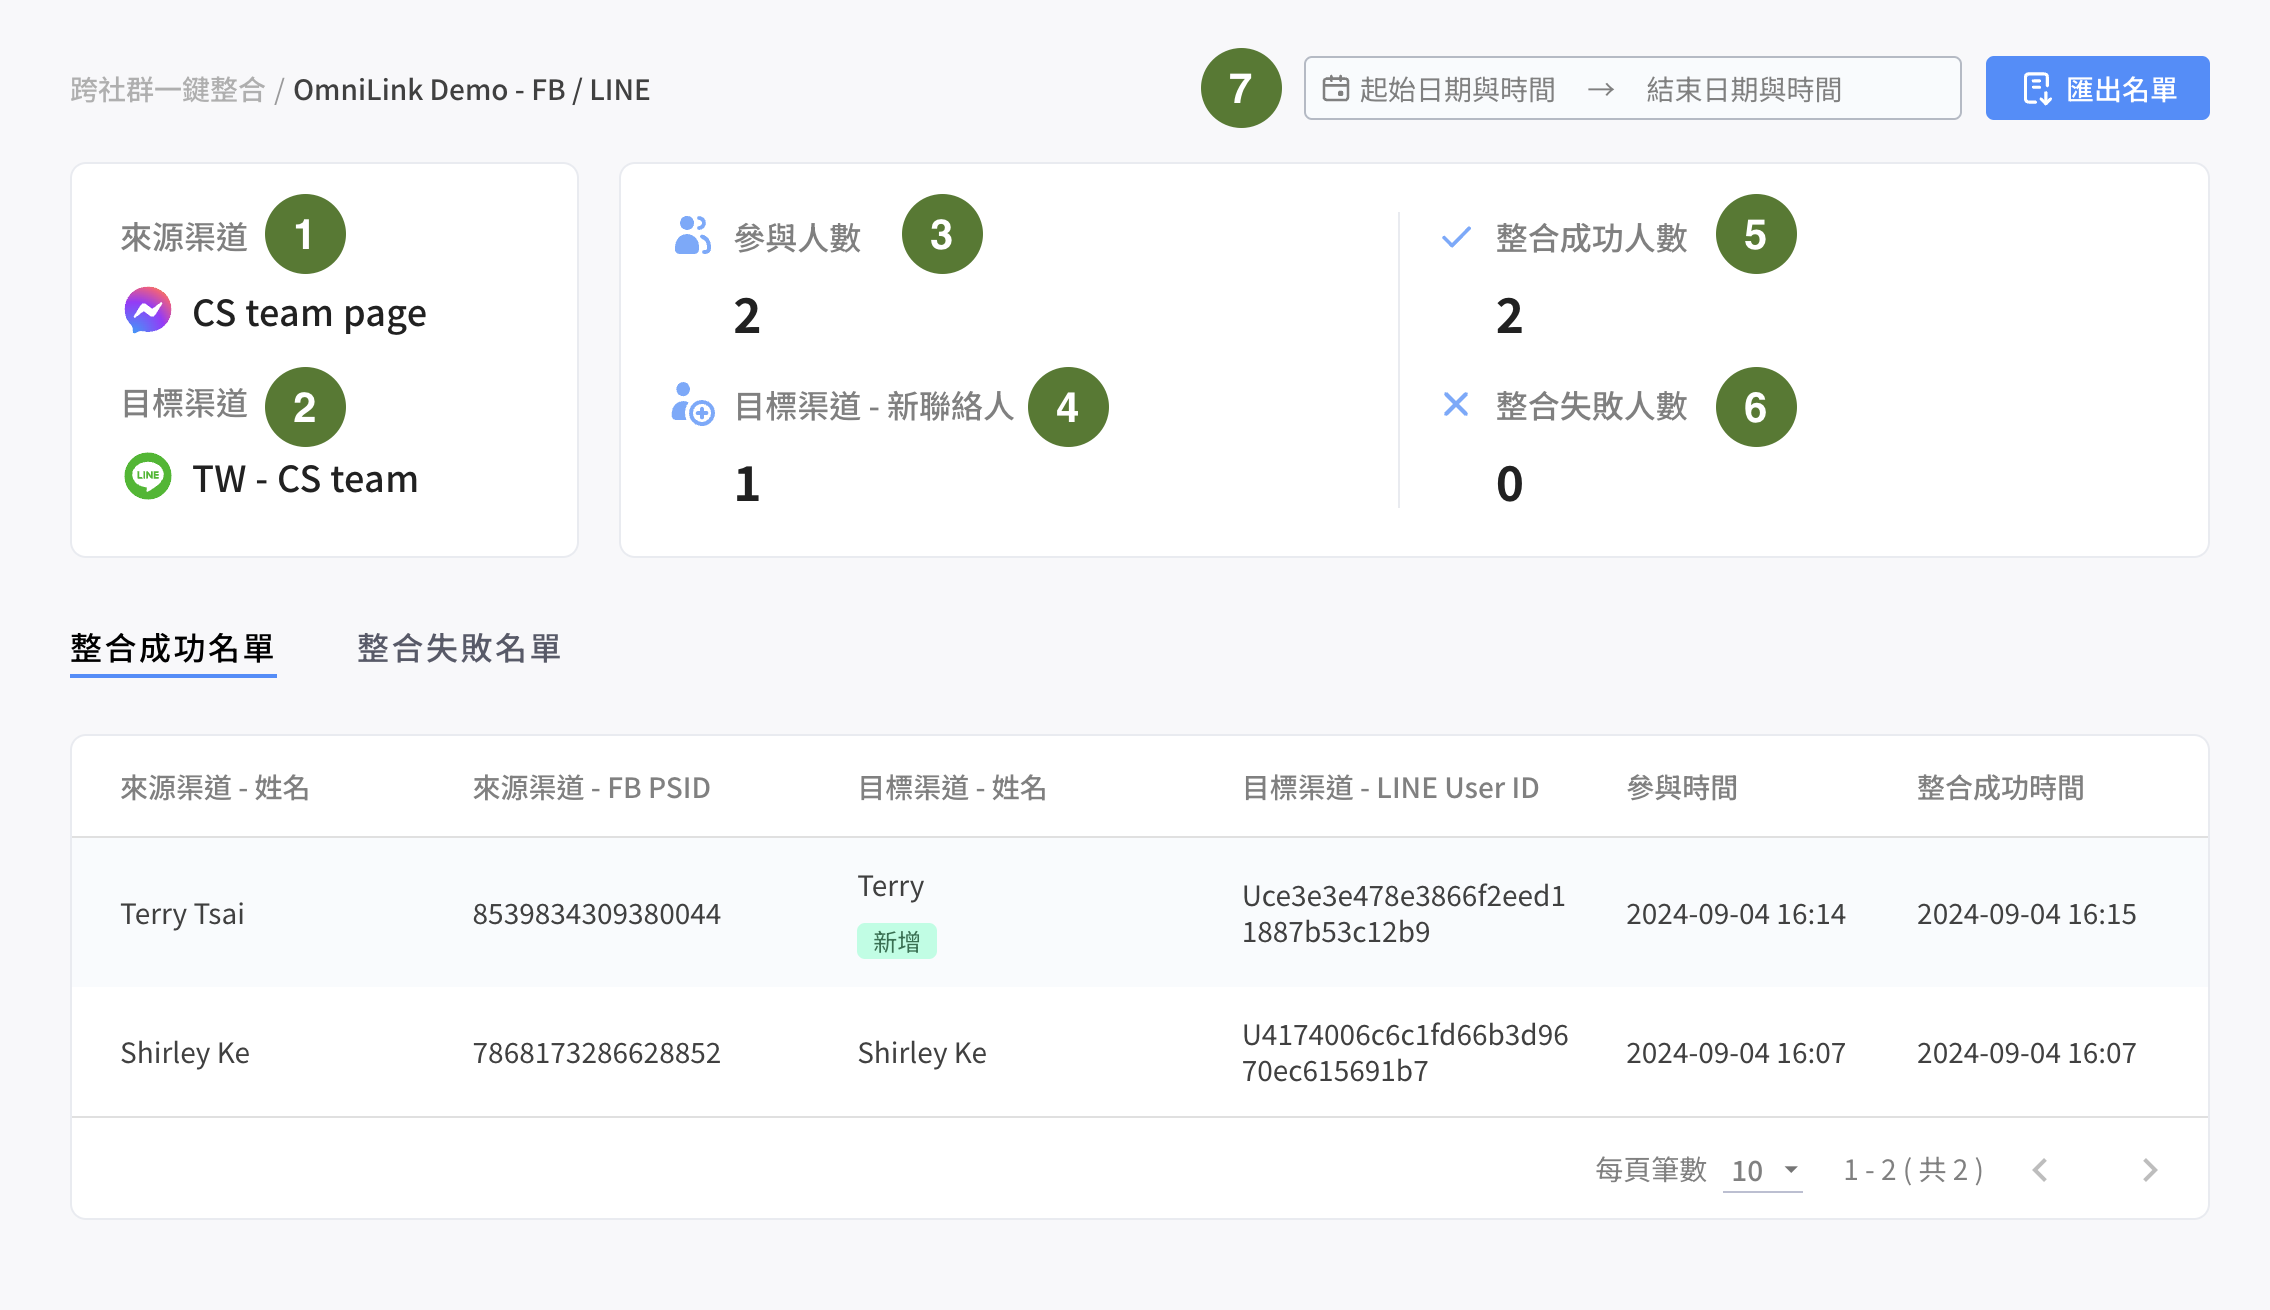 跨社群一鍵整合 / OmniLink Demo - FB / LINE
7
起始日期與時間 → 結束日期與時間
匯出名單
來源渠道 1
CS team page
目標渠道 2
LINE
TW - CS team
參與人數 3
2
目標渠道 - 新聯絡人 4
1
整合成功人數 5
2
整合失敗人數 6
0
整合成功名單 整合失敗名單
來源渠道 - 姓名 來源渠道 - FB PSID 目標渠道 - 姓名 目標渠道 - LINE User ID 參與時間 整合成功時間
Terry Tsai 8539834309380044 Terry 新增 Uce3e3e478e3866f2eed1
1887b53c12b9 2024-09-04 16:14 2024-09-04 16:15
Shirley Ke 7868173286628852 Shirley Ke U4174006c6c1fd66b3d96
70ec615691b7 2024-09-04 16:07 2024-09-04 16:07
每頁筆數 10 1 - 2 ( 共 2 )